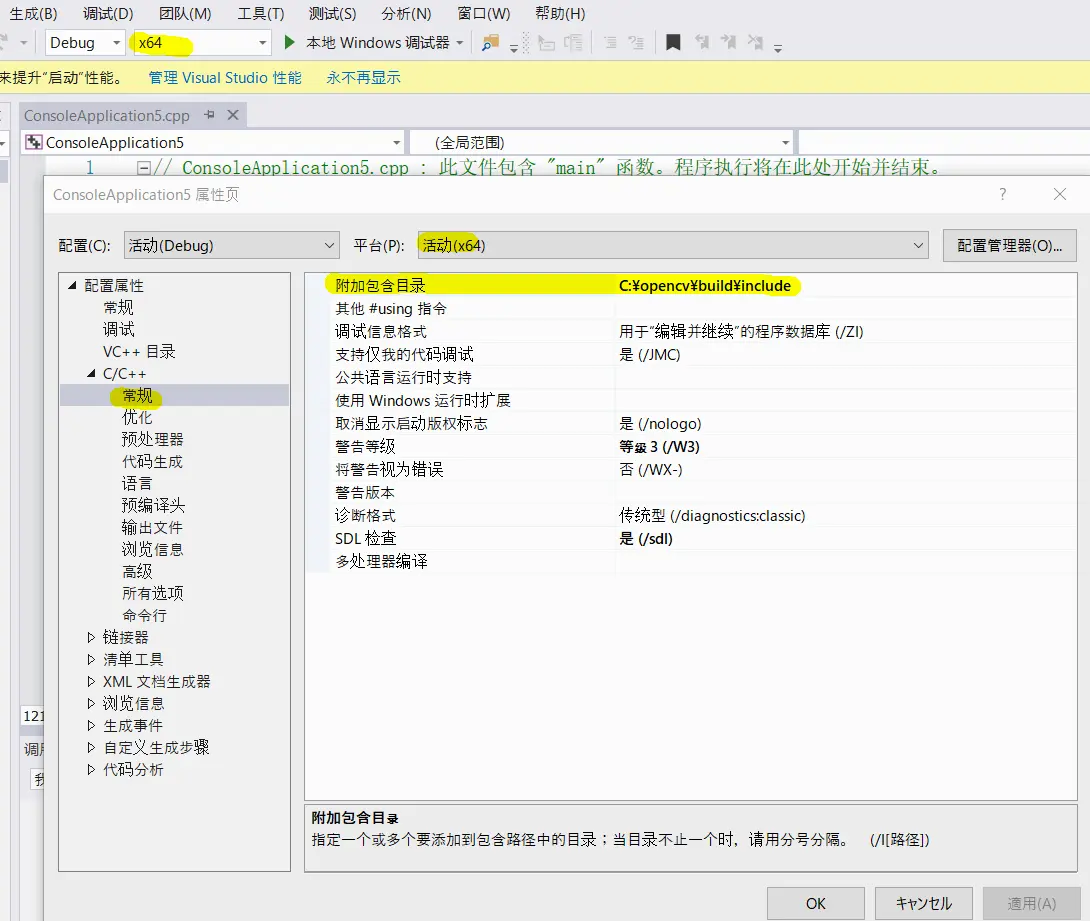 生成(B) 调试(D) 团队(M) 工具(T) 测试(S) 分析(N) 窗口(W) 帮助(H)
Debug x64 本地 Windows 调试器
来提升“启动”性能。 管理 Visual Studio 性能 永不再显示
ConsoleApplication5.cpp
ConsoleApplication5 (全局范围)
1 // ConsoleApplication5.cpp : 此文件包含 "main" 函数。程序执行将在此处开始并结束。
ConsoleApplication5 属性页 ?
配置(C): 活动(Debug) 平台(P): 活动(x64) 配置管理器(O)...
配置属性
常规
调试
VC++ 目录
C/C++
常规
优化
预处理器
代码生成
语言
预编译头
输出文件
浏览信息
高级
所有选项
命令行
链接器
清单工具
XML 文档生成器
浏览信息
生成事件
自定义生成步骤
代码分析
附加包含目录 C:¥opencv¥build¥include
其他 #using 指令
调试信息格式 用于“编辑并继续”的程序数据库 (/ZI)
支持仅我的代码调试 是 (/JMC)
公共语言运行时支持
使用 Windows 运行时扩展
取消显示启动版权标志 是 (/nologo)
警告等级 等级 3 (/W3)
将警告视为错误 否 (/WX-)
警告版本
诊断格式 传统型 (/diagnostics:classic)
SDL 检查 是 (/sdl)
多处理器编译
121
附加包含目录
指定一个或多个要添加到包含路径中的目录；当目录不止一个时，请用分号分隔。 (/I[路径])
OK キャンセル 適用(A)